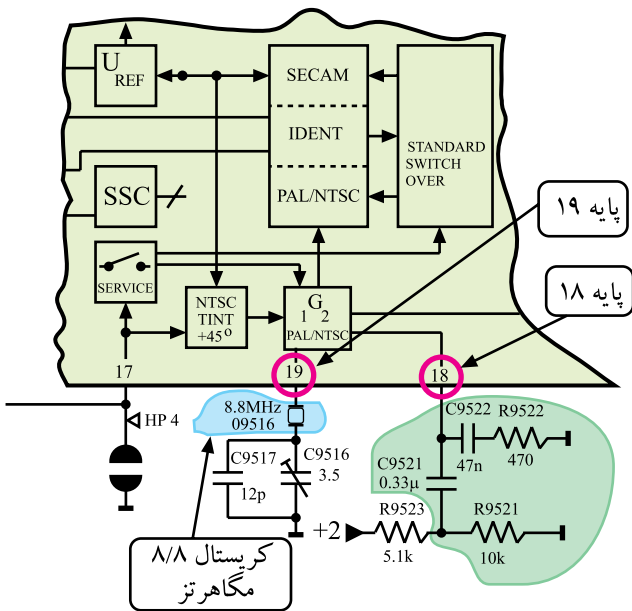 U
REF
SECAM
IDENT
PAL/NTSC
STANDARD
SWITCH
OVER
SSC
SERVICE
NTSC
TINT
+45°
G
1 2
PAL/NTSC
پایه ۱۹
پایه ۱۸
17
19
18
HP 4
8.8MHz
09516
C9517
12p
C9516
3.5
C9522
47n
R9522
470
C9521
0.33µ
R9523
5.1k
R9521
10k
+2
کریستال ۸/۸
مگاهرتز